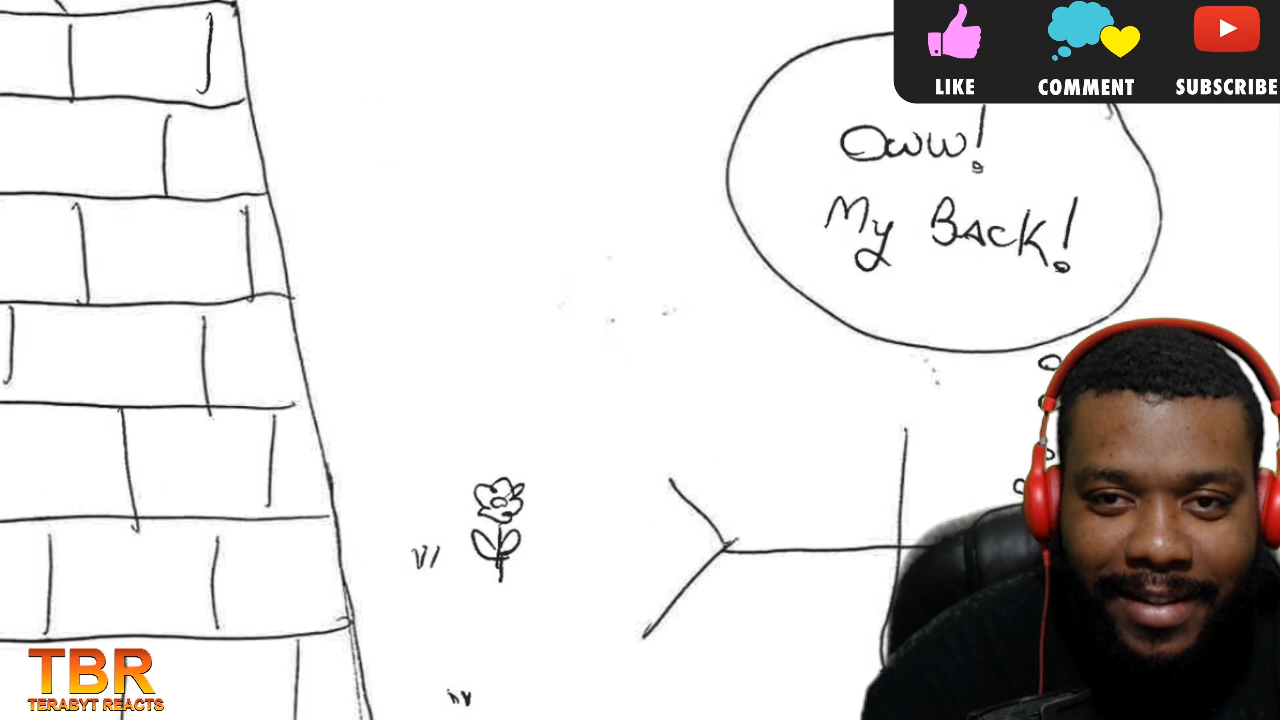 LIKE
COMMENT
SUBSCRIBE
Oww!
My BACK!
TBR
TERABYT REACTS